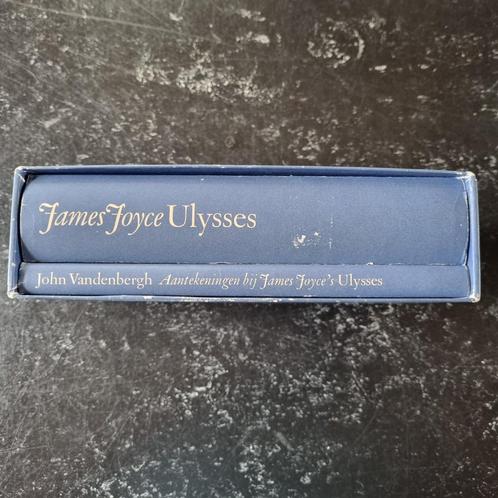 James Joyce Ulysses
John Vandenbergh Aantekeningen bij James Joyce's Ulysses